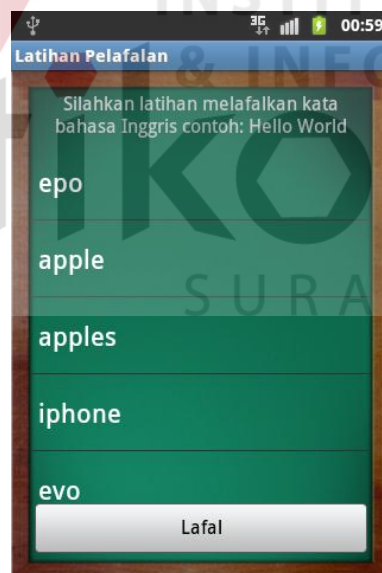 3G
00:59
Latihan Pelafalan
Silahkan latihan melafalkan kata
bahasa Inggris contoh: Hello World
epo
apple
apples
iphone
evo
Lafal